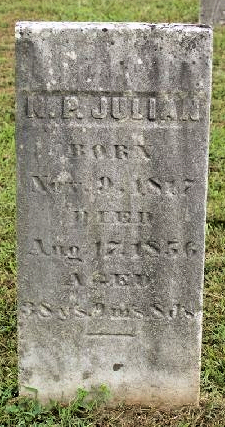 N. P. JULIAN
BORN
Nov. 9, 1817
DIED
Aug. 17, 1856
AGED
38 ys 9 ms 8 ds